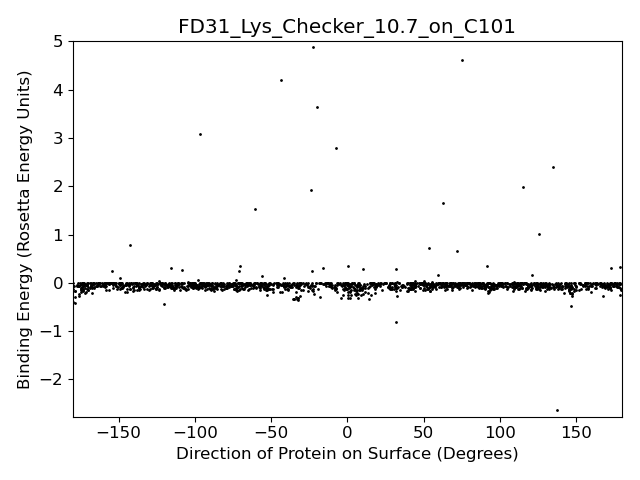 FD31_Lys_Checker_10.7_on_C101
Binding Energy (Rosetta Energy Units)
5
4
3
2
1
0
−1
−2
−150 −100 −50 0 50 100 150
Direction of Protein on Surface (Degrees)